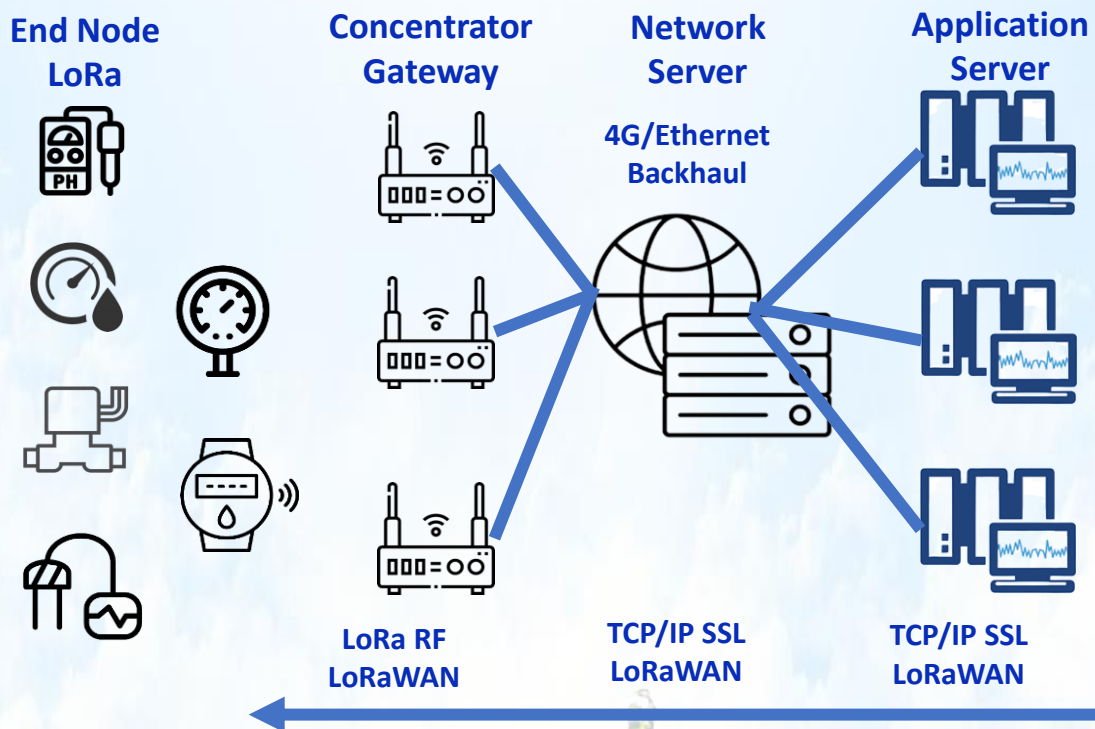 End Node
LoRa
Concentrator
Gateway
Network
Server
Application
Server
4G/Ethernet
Backhaul
PH
LoRa RF
LoRaWAN
TCP/IP SSL
LoRaWAN
TCP/IP SSL
LoRaWAN